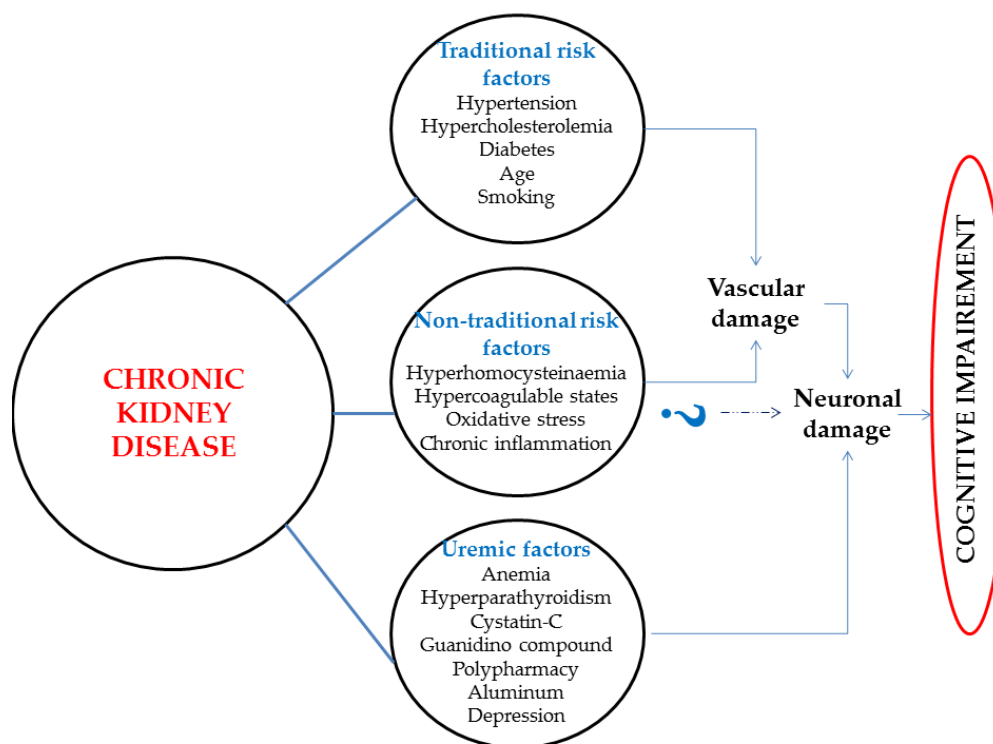 CHRONIC
KIDNEY
DISEASE
Traditional risk
factors
Hypertension
Hypercholesterolemia
Diabetes
Age
Smoking
Non-traditional risk
factors
Hyperhomocysteinaemia
Hypercoagulable states
Oxidative stress
Chronic inflammation
Uremic factors
Anemia
Hyperparathyroidism
Cystatin-C
Guanidino compound
Polypharmacy
Aluminum
Depression
Vascular
damage
¿
Neuronal
damage
COGNITIVE IMPAIREMENT